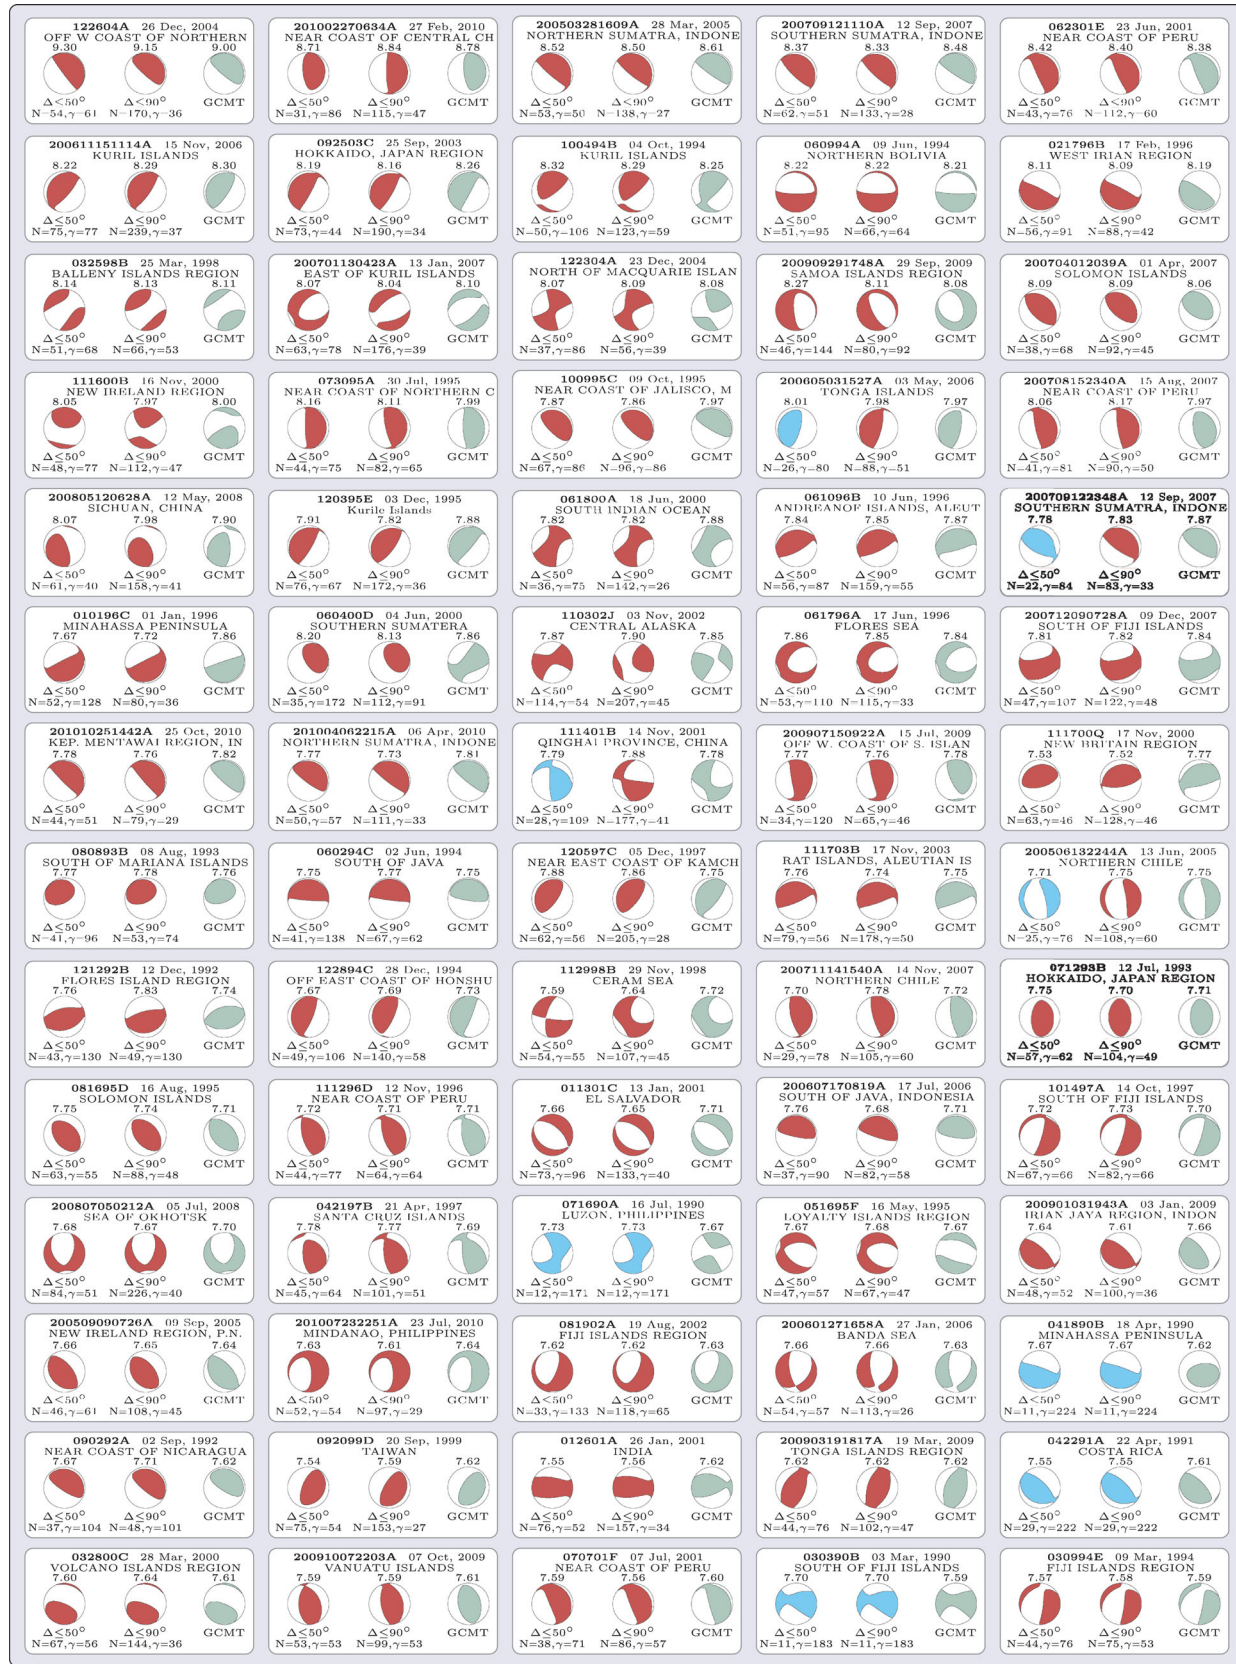 122604A 26 Dec, 2004
OFF W COAST OF NORTHERN
9.30 9.15 9.00
Δ≤50° Δ≤90° GCMT
N=54,γ=61 N=170,γ=36
201002270634A 27 Feb, 2010
NEAR COAST OF CENTRAL CH
8.71 8.84 8.78
Δ≤50° Δ≤90° GCMT
N=31,γ=86 N=115,γ=47
200503281609A 28 Mar, 2005
NORTHERN SUMATRA, INDONE
8.52 8.50 8.61
Δ≤50° Δ≤90° GCMT
N=53,γ=50 N=138,γ=27
200709121110A 12 Sep, 2007
SOUTHERN SUMATRA, INDONE
8.37 8.33 8.48
Δ≤50° Δ≤90° GCMT
N=62,γ=51 N=133,γ=28
062301E 23 Jun, 2001
NEAR COAST OF PERU
8.42 8.40 8.38
Δ≤50° Δ≤90° GCMT
N=43,γ=76 N=112,γ=60
200611151114A 15 Nov, 2006
KURIL ISLANDS
8.22 8.29 8.30
Δ≤50° Δ≤90° GCMT
N=75,γ=77 N=239,γ=37
092503C 25 Sep, 2003
HOKKAIDO, JAPAN REGION
8.19 8.16 8.26
Δ≤50° Δ≤90° GCMT
N=73,γ=44 N=190,γ=34
100494B 04 Oct, 1994
KURIL ISLANDS
8.32 8.29 8.25
Δ≤50° Δ≤90° GCMT
N=50,γ=106 N=123,γ=59
060994A 09 Jun, 1994
NORTHERN BOLIVIA
8.22 8.22 8.21
Δ≤50° Δ≤90° GCMT
N=51,γ=95 N=66,γ=64
021796B 17 Feb, 1996
WEST IRIAN REGION
8.11 8.09 8.19
Δ≤50° Δ≤90° GCMT
N=56,γ=91 N=88,γ=42
032598B 25 Mar, 1998
BALLENY ISLANDS REGION
8.14 8.13 8.11
Δ≤50° Δ≤90° GCMT
N=51,γ=68 N=66,γ=53
200701130423A 13 Jan, 2007
EAST OF KURIL ISLANDS
8.07 8.04 8.10
Δ≤50° Δ≤90° GCMT
N=63,γ=78 N=176,γ=39
122304A 23 Dec, 2004
NORTH OF MACQUARIE ISLAN
8.07 8.09 8.08
Δ≤50° Δ≤90° GCMT
N=37,γ=86 N=56,γ=39
200909291748A 29 Sep, 2009
SAMOA ISLANDS REGION
8.27 8.11 8.08
Δ≤50° Δ≤90° GCMT
N=46,γ=144 N=80,γ=92
200704012039A 01 Apr, 2007
SOLOMON ISLANDS
8.09 8.09 8.06
Δ≤50° Δ≤90° GCMT
N=38,γ=68 N=92,γ=45
111600B 16 Nov, 2000
NEW IRELAND REGION
8.05 7.97 8.00
Δ≤50° Δ≤90° GCMT
N=48,γ=77 N=112,γ=47
073095A 30 Jul, 1995
NEAR COAST OF NORTHERN C
8.16 8.11 7.99
Δ≤50° Δ≤90° GCMT
N=44,γ=75 N=82,γ=65
100995C 09 Oct, 1995
NEAR COAST OF JALISCO, M
7.87 7.86 7.97
Δ≤50° Δ≤90° GCMT
N=67,γ=86 N=96,γ=86
200605031527A 03 May, 2006
TONGA ISLANDS
8.01 7.98 7.97
Δ≤50° Δ≤90° GCMT
N=26,γ=80 N=88,γ=51
200708152340A 15 Aug, 2007
NEAR COAST OF PERU
8.06 8.17 7.97
Δ≤50° Δ≤90° GCMT
N=41,γ=81 N=90,γ=50
200805120628A 12 May, 2008
SICHUAN, CHINA
8.07 7.98 7.90
Δ≤50° Δ≤90° GCMT
N=61,γ=40 N=158,γ=41
120395E 03 Dec, 1995
Kurile Islands
7.91 7.82 7.88
Δ≤50° Δ≤90° GCMT
N=76,γ=67 N=172,γ=36
061800A 18 Jun, 2000
SOUTH INDIAN OCEAN
7.82 7.82 7.88
Δ≤50° Δ≤90° GCMT
N=36,γ=75 N=142,γ=26
061096B 10 Jun, 1996
ANDREANOF ISLANDS, ALEUT
7.84 7.85 7.87
Δ≤50° Δ≤90° GCMT
N=56,γ=87 N=159,γ=55
200709122348A 12 Sep, 2007
SOUTHERN SUMATRA, INDONE
7.78 7.83 7.87
Δ≤50° Δ≤90° GCMT
N=22,γ=84 N=83,γ=33
010196C 01 Jan, 1996
MINAHASSA PENINSULA
7.67 7.72 7.86
Δ≤50° Δ≤90° GCMT
N=52,γ=128 N=80,γ=36
060400D 04 Jun, 2000
SOUTHERN SUMATERA
8.20 8.13 7.86
Δ≤50° Δ≤90° GCMT
N=35,γ=172 N=112,γ=91
110302J 03 Nov, 2002
CENTRAL ALASKA
7.87 7.90 7.85
Δ≤50° Δ≤90° GCMT
N=114,γ=54 N=207,γ=45
061796A 17 Jun, 1996
FLORES SEA
7.86 7.85 7.84
Δ≤50° Δ≤90° GCMT
N=53,γ=110 N=115,γ=33
200712090728A 09 Dec, 2007
SOUTH OF FIJI ISLANDS
7.81 7.82 7.84
Δ≤50° Δ≤90° GCMT
N=47,γ=107 N=122,γ=48
201010251442A 25 Oct, 2010
KEP. MENTAWAI REGION, IN
7.78 7.76 7.82
Δ≤50° Δ≤90° GCMT
N=44,γ=51 N=79,γ=29
201004062215A 06 Apr, 2010
NORTHERN SUMATRA, INDONE
7.77 7.73 7.81
Δ≤50° Δ≤90° GCMT
N=50,γ=57 N=111,γ=33
111401B 14 Nov, 2001
QINGHAI PROVINCE, CHINA
7.79 7.88 7.78
Δ≤50° Δ≤90° GCMT
N=28,γ=109 N=177,γ=41
200907150922A 15 Jul, 2009
OFF W. COAST OF S. ISLAN
7.77 7.76 7.78
Δ≤50° Δ≤90° GCMT
N=34,γ=120 N=65,γ=46
111700Q 17 Nov, 2000
NEW BRITAIN REGION
7.53 7.52 7.77
Δ≤50° Δ≤90° GCMT
N=63,γ=46 N=128,γ=46
080893B 08 Aug, 1993
SOUTH OF MARIANA ISLANDS
7.77 7.78 7.76
Δ≤50° Δ≤90° GCMT
N=41,γ=96 N=53,γ=74
060294C 02 Jun, 1994
SOUTH OF JAVA
7.75 7.77 7.75
Δ≤50° Δ≤90° GCMT
N=41,γ=138 N=67,γ=62
120597C 05 Dec, 1997
NEAR EAST COAST OF KAMCH
7.88 7.86 7.75
Δ≤50° Δ≤90° GCMT
N=62,γ=56 N=205,γ=28
111703B 17 Nov, 2003
RAT ISLANDS, ALEUTIAN IS
7.76 7.74 7.75
Δ≤50° Δ≤90° GCMT
N=79,γ=56 N=178,γ=50
200506132244A 13 Jun, 2005
NORTHERN CHILE
7.71 7.75 7.75
Δ≤50° Δ≤90° GCMT
N=25,γ=76 N=108,γ=60
121292B 12 Dec, 1992
FLORES ISLAND REGION
7.76 7.83 7.74
Δ≤50° Δ≤90° GCMT
N=43,γ=130 N=49,γ=130
122894C 28 Dec, 1994
OFF EAST COAST OF HONSHU
7.67 7.69 7.73
Δ≤50° Δ≤90° GCMT
N=49,γ=106 N=140,γ=58
112998B 29 Nov, 1998
CERAM SEA
7.59 7.64 7.72
Δ≤50° Δ≤90° GCMT
N=54,γ=55 N=107,γ=45
200711141540A 14 Nov, 2007
NORTHERN CHILE
7.70 7.78 7.72
Δ≤50° Δ≤90° GCMT
N=29,γ=78 N=105,γ=60
071293B 12 Jul, 1993
HOKKAIDO, JAPAN REGION
7.75 7.70 7.71
Δ≤50° Δ≤90° GCMT
N=57,γ=62 N=104,γ=49
081695D 16 Aug, 1995
SOLOMON ISLANDS
7.75 7.74 7.71
Δ≤50° Δ≤90° GCMT
N=63,γ=55 N=88,γ=48
111296D 12 Nov, 1996
NEAR COAST OF PERU
7.72 7.71 7.71
Δ≤50° Δ≤90° GCMT
N=44,γ=77 N=64,γ=64
011301C 13 Jan, 2001
EL SALVADOR
7.66 7.65 7.71
Δ≤50° Δ≤90° GCMT
N=73,γ=96 N=133,γ=40
200607170819A 17 Jul, 2006
SOUTH OF JAVA, INDONESIA
7.76 7.68 7.71
Δ≤50° Δ≤90° GCMT
N=37,γ=90 N=82,γ=58
101497A 14 Oct, 1997
SOUTH OF FIJI ISLANDS
7.72 7.73 7.70
Δ≤50° Δ≤90° GCMT
N=67,γ=66 N=82,γ=66
200807050212A 05 Jul, 2008
SEA OF OKHOTSK
7.68 7.67 7.70
Δ≤50° Δ≤90° GCMT
N=84,γ=51 N=226,γ=40
042197B 21 Apr, 1997
SANTA CRUZ ISLANDS
7.78 7.77 7.69
Δ≤50° Δ≤90° GCMT
N=45,γ=64 N=101,γ=51
071690A 16 Jul, 1990
LUZON, PHILIPPINES
7.73 7.73 7.67
Δ≤50° Δ≤90° GCMT
N=12,γ=171 N=12,γ=171
051695F 16 May, 1995
LOYALTY ISLANDS REGION
7.67 7.68 7.67
Δ≤50° Δ≤90° GCMT
N=47,γ=57 N=67,γ=47
200901031943A 03 Jan, 2009
IRIAN JAYA REGION, INDON
7.64 7.61 7.66
Δ≤50° Δ≤90° GCMT
N=48,γ=52 N=100,γ=36
200509090726A 09 Sep, 2005
NEW IRELAND REGION, P.N.
7.66 7.65 7.64
Δ≤50° Δ≤90° GCMT
N=46,γ=61 N=108,γ=45
201007232251A 23 Jul, 2010
MINDANAO, PHILIPPINES
7.63 7.61 7.64
Δ≤50° Δ≤90° GCMT
N=52,γ=54 N=97,γ=29
081902A 19 Aug, 2002
FIJI ISLANDS REGION
7.62 7.62 7.63
Δ≤50° Δ≤90° GCMT
N=33,γ=133 N=118,γ=65
200601271658A 27 Jan, 2006
BANDA SEA
7.66 7.66 7.63
Δ≤50° Δ≤90° GCMT
N=54,γ=57 N=113,γ=26
041890B 18 Apr, 1990
MINAHASSA PENINSULA
7.67 7.67 7.62
Δ≤50° Δ≤90° GCMT
N=11,γ=224 N=11,γ=224
090292A 02 Sep, 1992
NEAR COAST OF NICARAGUA
7.67 7.71 7.62
Δ≤50° Δ≤90° GCMT
N=37,γ=104 N=48,γ=101
092099D 20 Sep, 1999
TAIWAN
7.54 7.59 7.62
Δ≤50° Δ≤90° GCMT
N=75,γ=54 N=153,γ=27
012601A 26 Jan, 2001
INDIA
7.55 7.56 7.62
Δ≤50° Δ≤90° GCMT
N=76,γ=52 N=157,γ=34
200903191817A 19 Mar, 2009
TONGA ISLANDS REGION
7.62 7.62 7.62
Δ≤50° Δ≤90° GCMT
N=44,γ=76 N=102,γ=47
042291A 22 Apr, 1991
COSTA RICA
7.55 7.55 7.61
Δ≤50° Δ≤90° GCMT
N=29,γ=222 N=29,γ=222
032800C 28 Mar, 2000
VOLCANO ISLANDS REGION
7.60 7.64 7.61
Δ≤50° Δ≤90° GCMT
N=67,γ=56 N=144,γ=36
200910072203A 07 Oct, 2009
VANUATU ISLANDS
7.59 7.59 7.61
Δ≤50° Δ≤90° GCMT
N=53,γ=53 N=99,γ=53
070701F 07 Jul, 2001
NEAR COAST OF PERU
7.59 7.56 7.60
Δ≤50° Δ≤90° GCMT
N=38,γ=71 N=86,γ=57
030390B 03 Mar, 1990
SOUTH OF FIJI ISLANDS
7.70 7.70 7.59
Δ≤50° Δ≤90° GCMT
N=11,γ=183 N=11,γ=183
030994E 09 Mar, 1994
FIJI ISLANDS REGION
7.57 7.58 7.59
Δ≤50° Δ≤90° GCMT
N=44,γ=76 N=75,γ=53